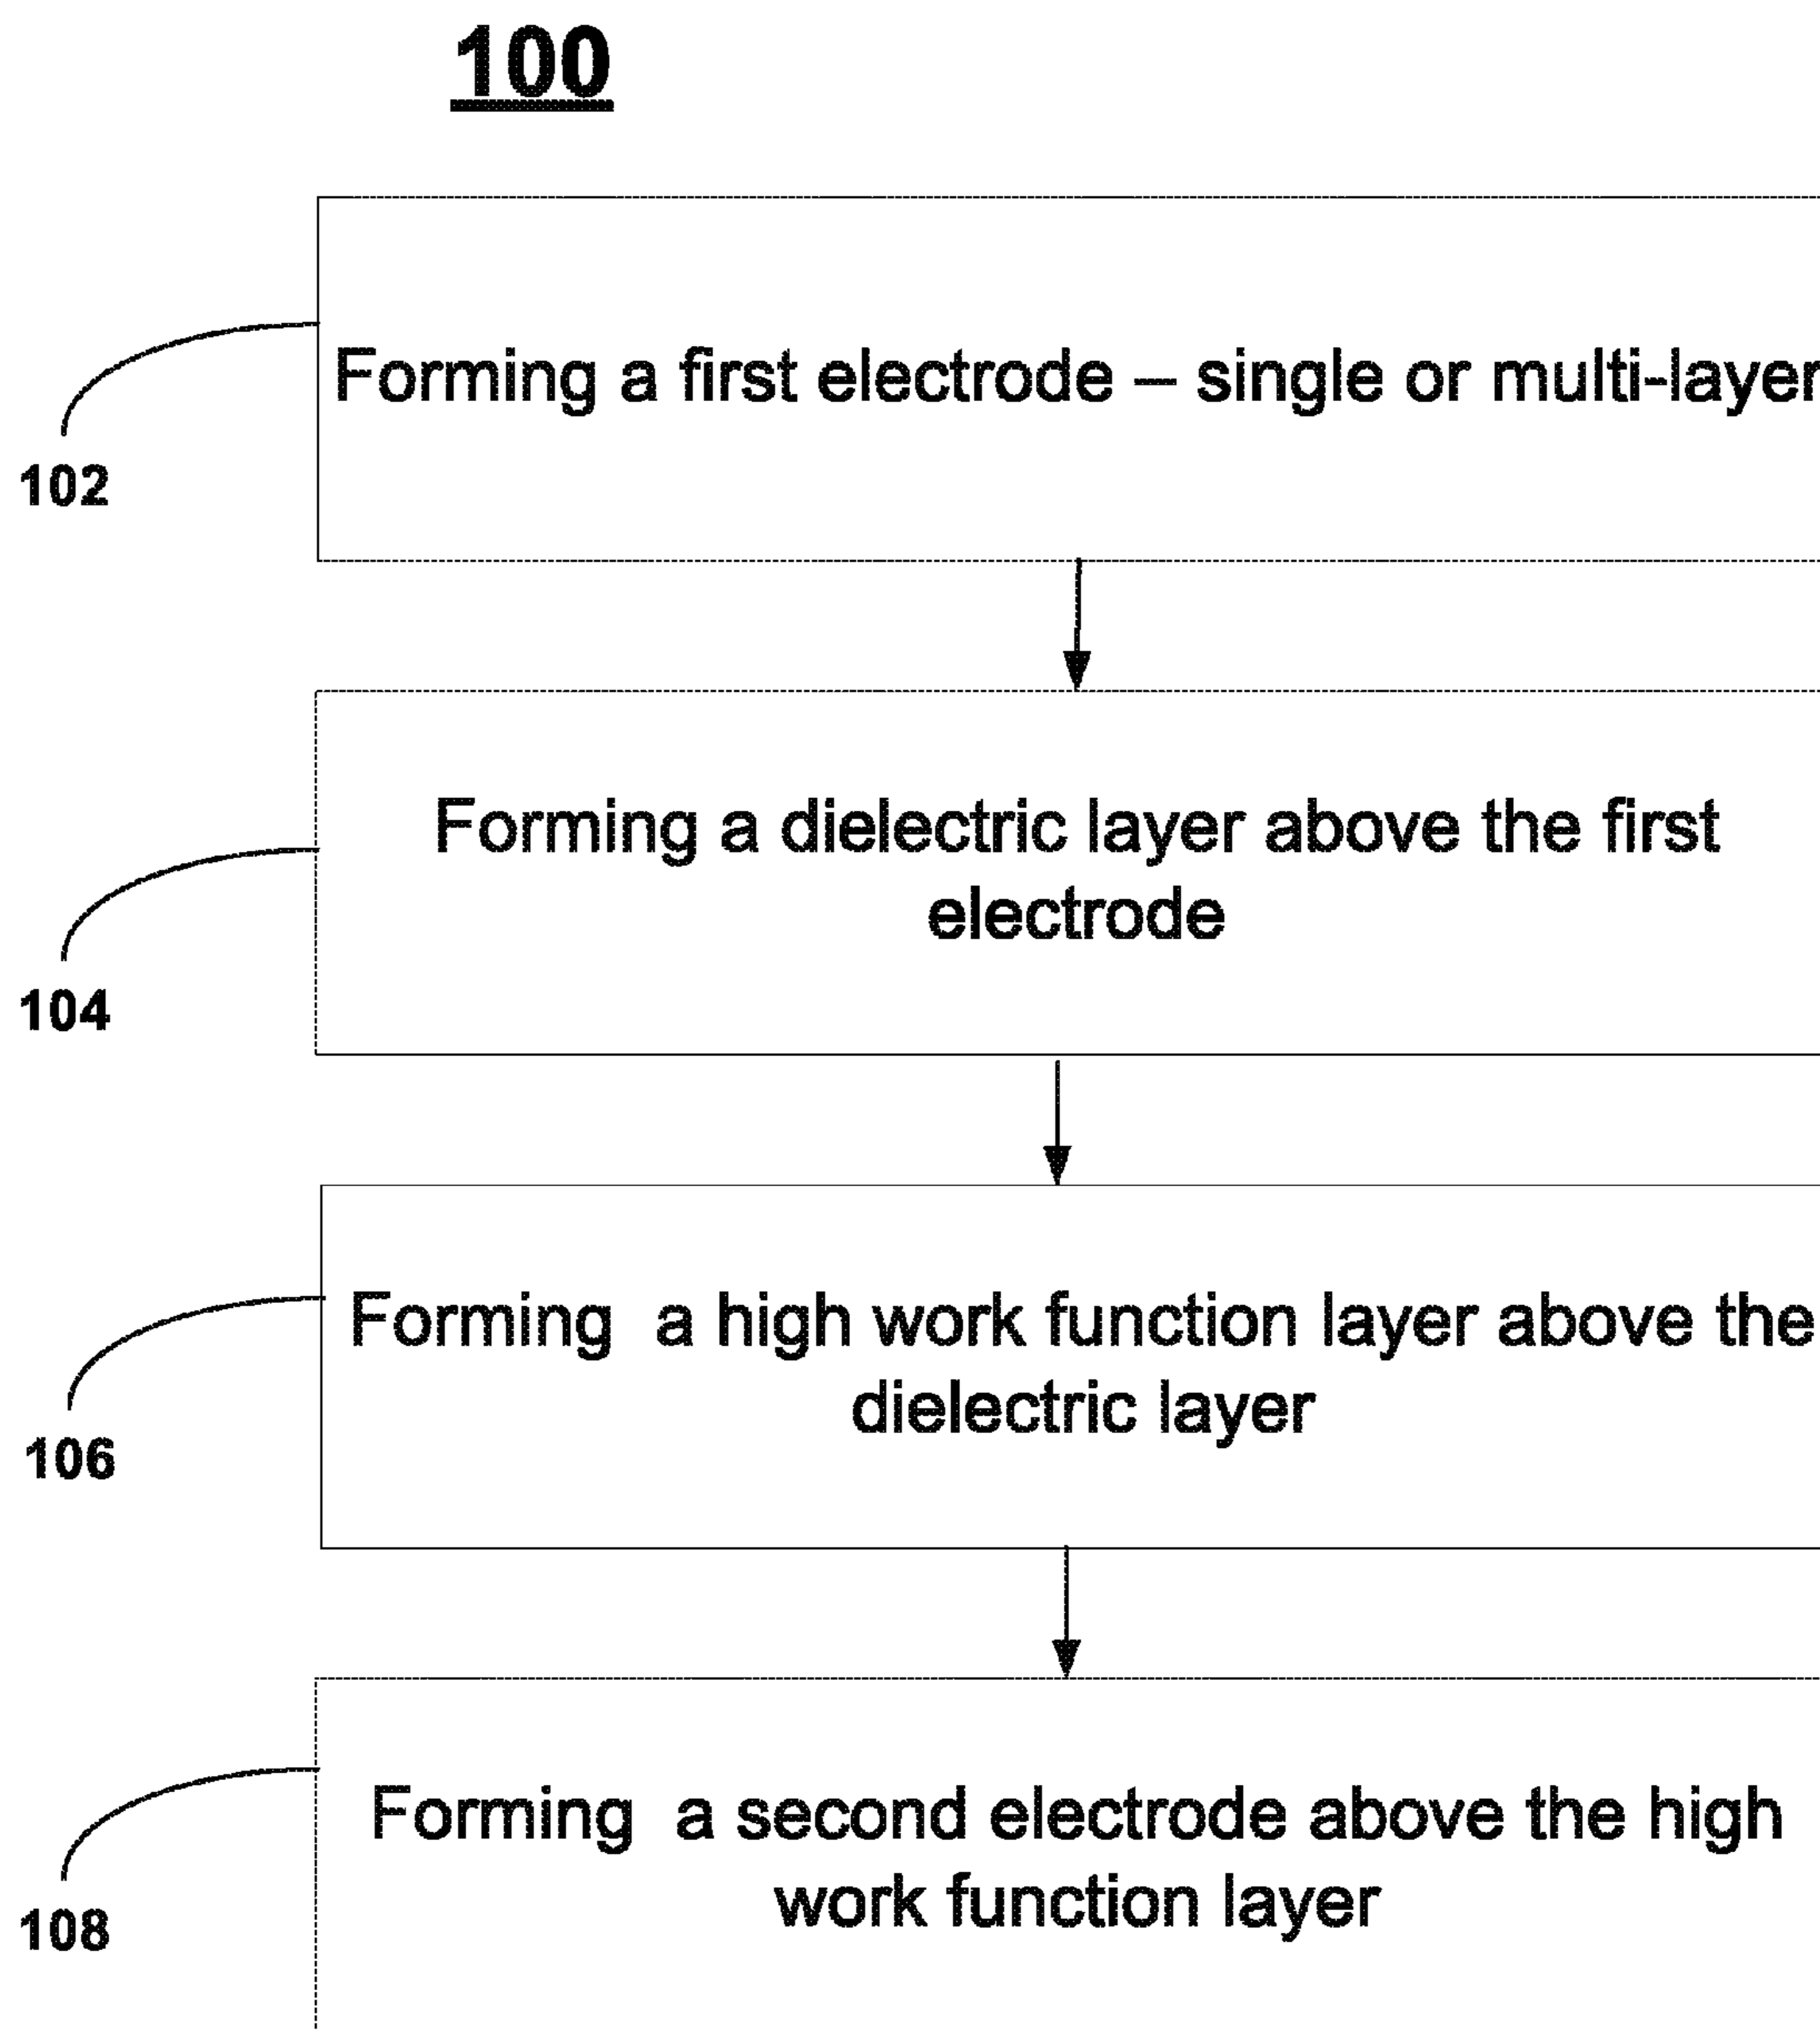 100
Forming a first electrode – single or multi-layer
102
Forming a dielectric layer above the first
electrode
104
Forming a high work function layer above the
dielectric layer
106
Forming a second electrode above the high
work function layer
108